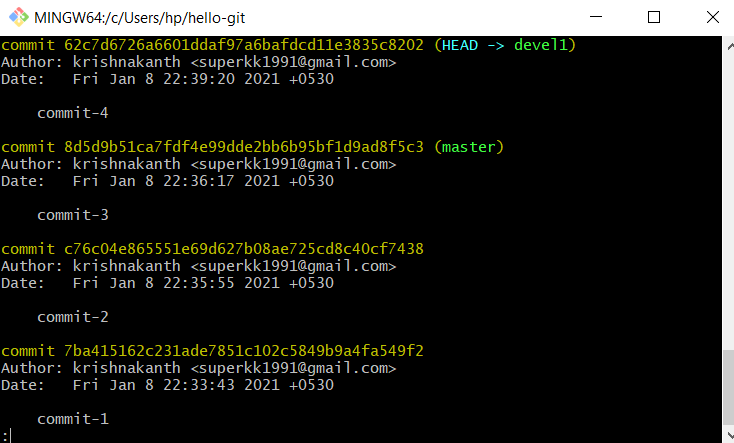 MINGW64:/c/Users/hp/hello-git
commit 62c7d6726a6601ddaf97a6bafdcd11e3835c8202 (HEAD -> devel1)
Author: krishnakanth <superkk1991@gmail.com>
Date:   Fri Jan 8 22:39:20 2021 +0530
    commit-4
commit 8d5d9b51ca7fdf4e99dde2bb6b95bf1d9ad8f5c3 (master)
Author: krishnakanth <superkk1991@gmail.com>
Date:   Fri Jan 8 22:36:17 2021 +0530
    commit-3
commit c76c04e865551e69d627b08ae725cd8c40cf7438
Author: krishnakanth <superkk1991@gmail.com>
Date:   Fri Jan 8 22:35:55 2021 +0530
    commit-2
commit 7ba415162c231ade7851c102c5849b9a4fa549f2
Author: krishnakanth <superkk1991@gmail.com>
Date:   Fri Jan 8 22:33:43 2021 +0530
    commit-1
: